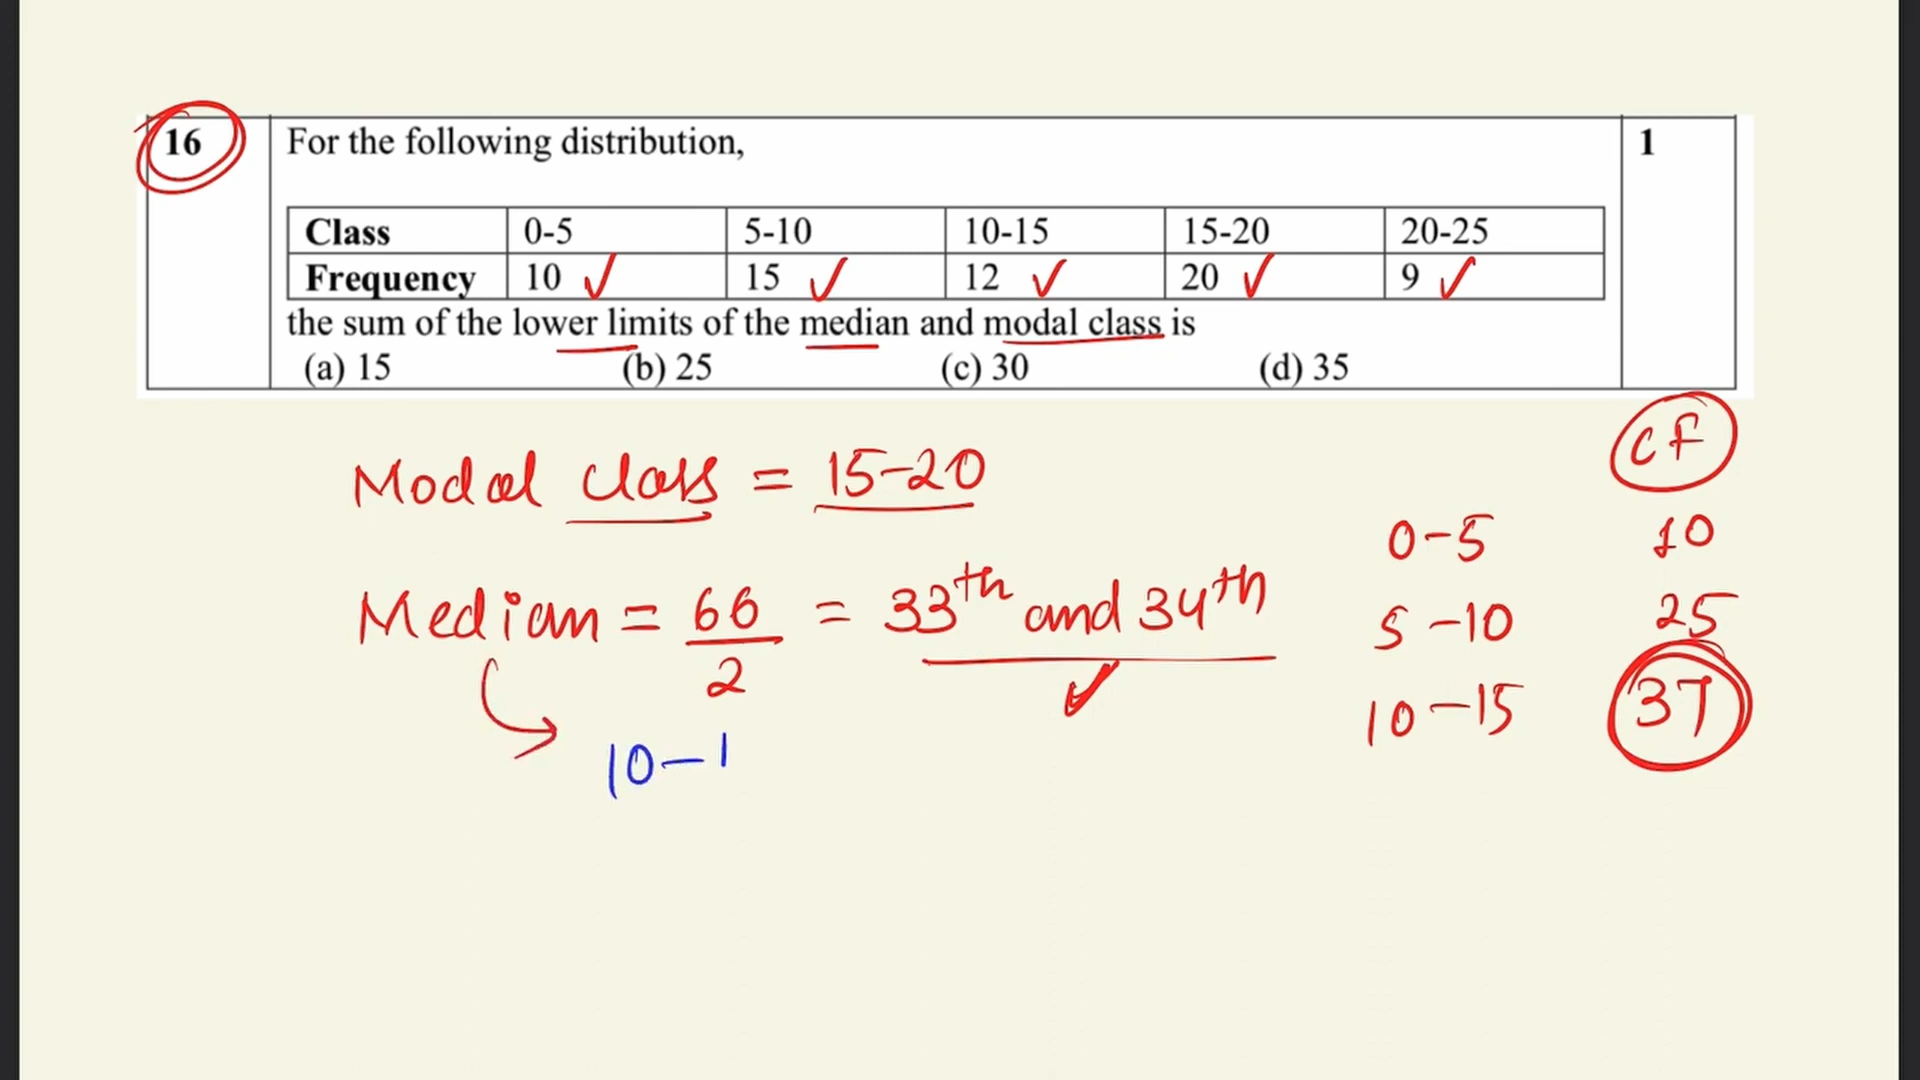 16 For the following distribution, 1
Class 0-5 5-10 10-15 15-20 20-25
Frequency 10 15 12 20 9
the sum of the lower limits of the median and modal class is
(a) 15 (b) 25 (c) 30 (d) 35
CF
Modal class = 15-20
0-5 10
Median = 66/2 = 33th and 34th
5-10 25
10-15 37
10-1